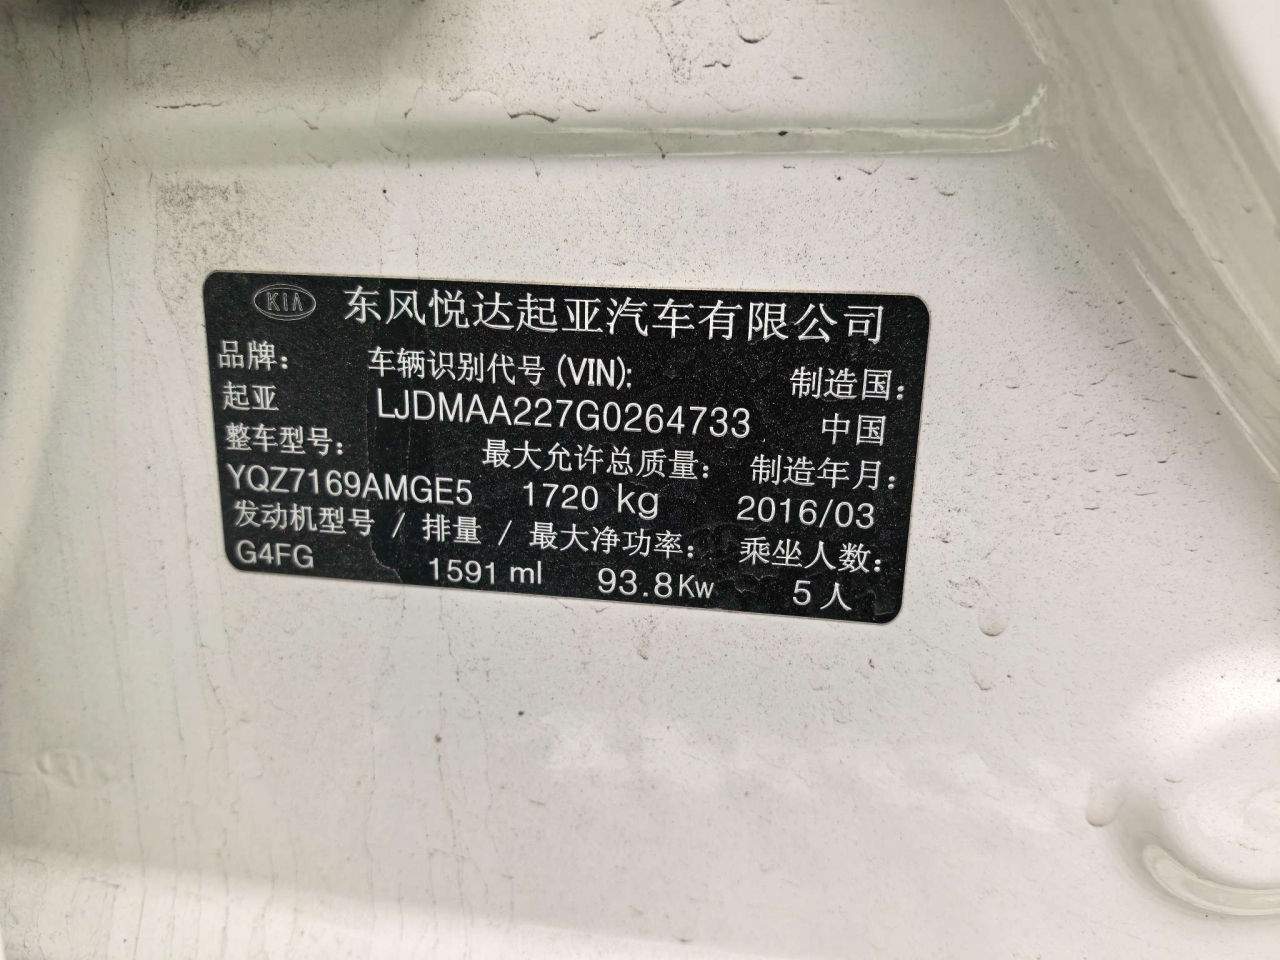 KIA 东风悦达起亚汽车有限公司
品牌： 车辆识别代号(VIN): 制造国：
起亚 LJDMAA227G0264733 中国
整车型号： 最大允许总质量： 制造年月：
YQZ7169AMGE5 1720 kg 2016/03
发动机型号 / 排量 / 最大净功率： 乘坐人数：
G4FG 1591 ml 93.8Kw 5人